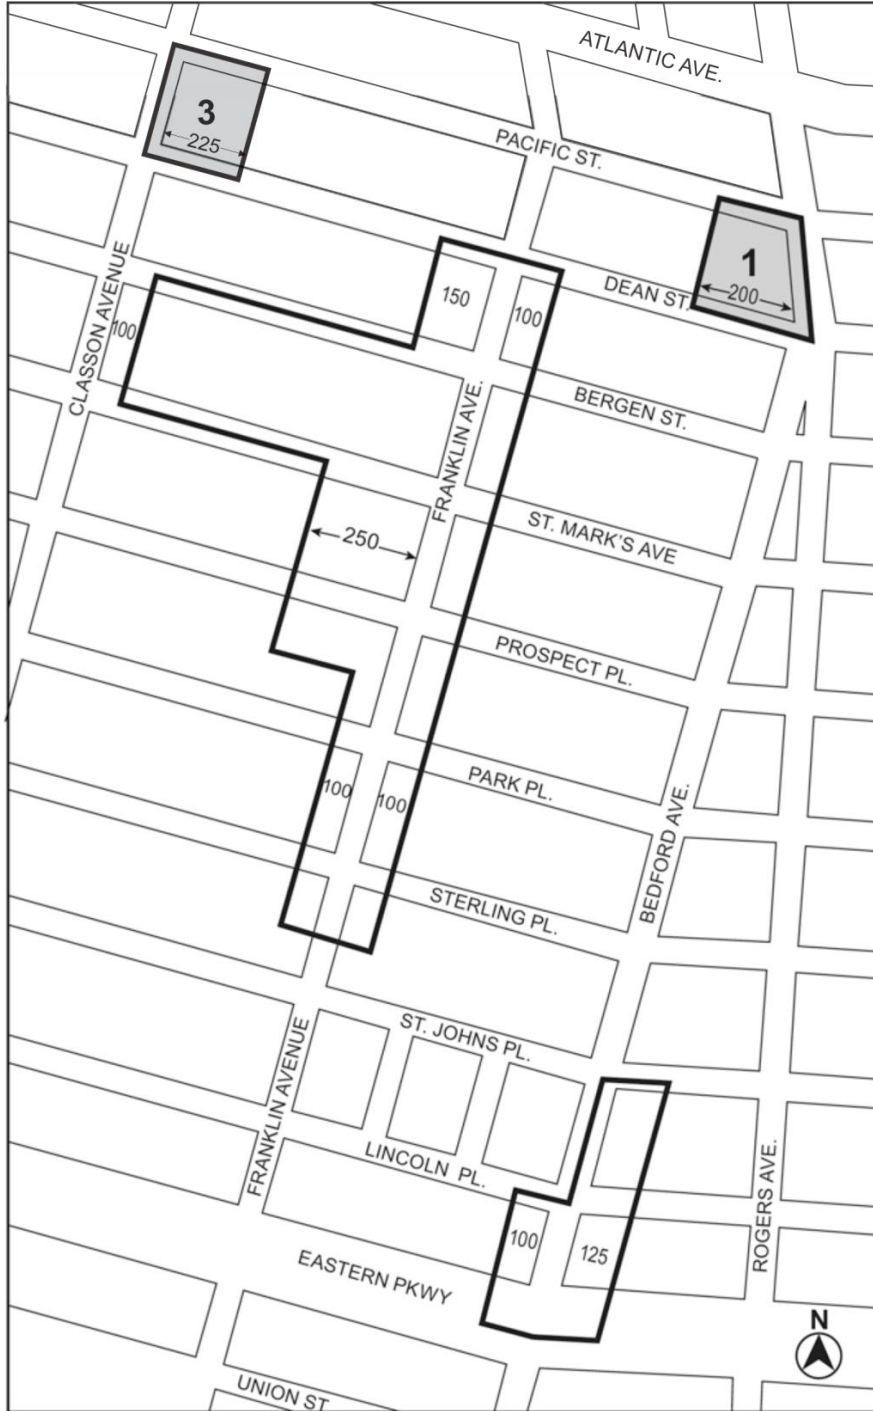 ATLANTIC AVE.
3
225
PACIFIC ST.
1
200
CLASSON AVENUE
150
DEAN ST.
100
100
BERGEN ST.
FRANKLIN AVE.
250
ST. MARK'S AVE
PROSPECT PL.
PARK PL.
100
100
BEDFORD AVE.
STERLING PL.
ST. JOHNS PL.
FRANKLIN AVENUE
LINCOLN PL.
ROGERS AVE.
100
125
EASTERN PKWY
N
UNION ST.